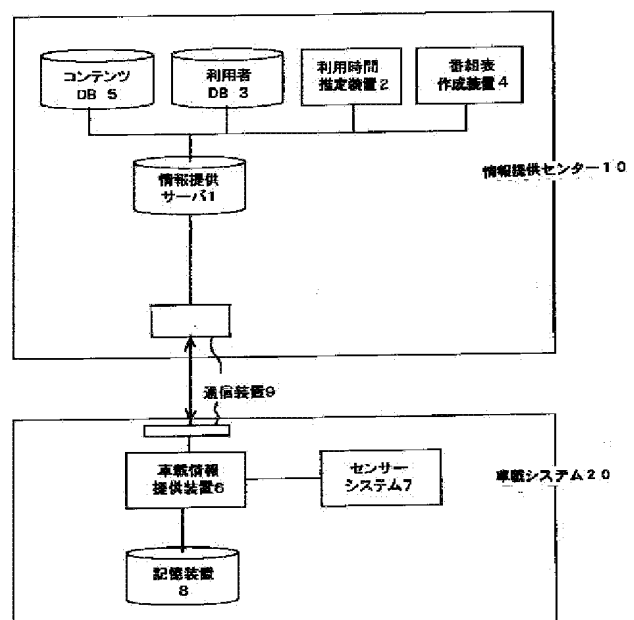 コンテンツ
DB 5
利用者
DB 3
利用時間
推定装置2
番組表
作成装置4
情報提供
サーバ1
情報提供センター10
通信装置9
車載情報
提供装置6
センサー
システム7
車載システム20
記憶装置
8